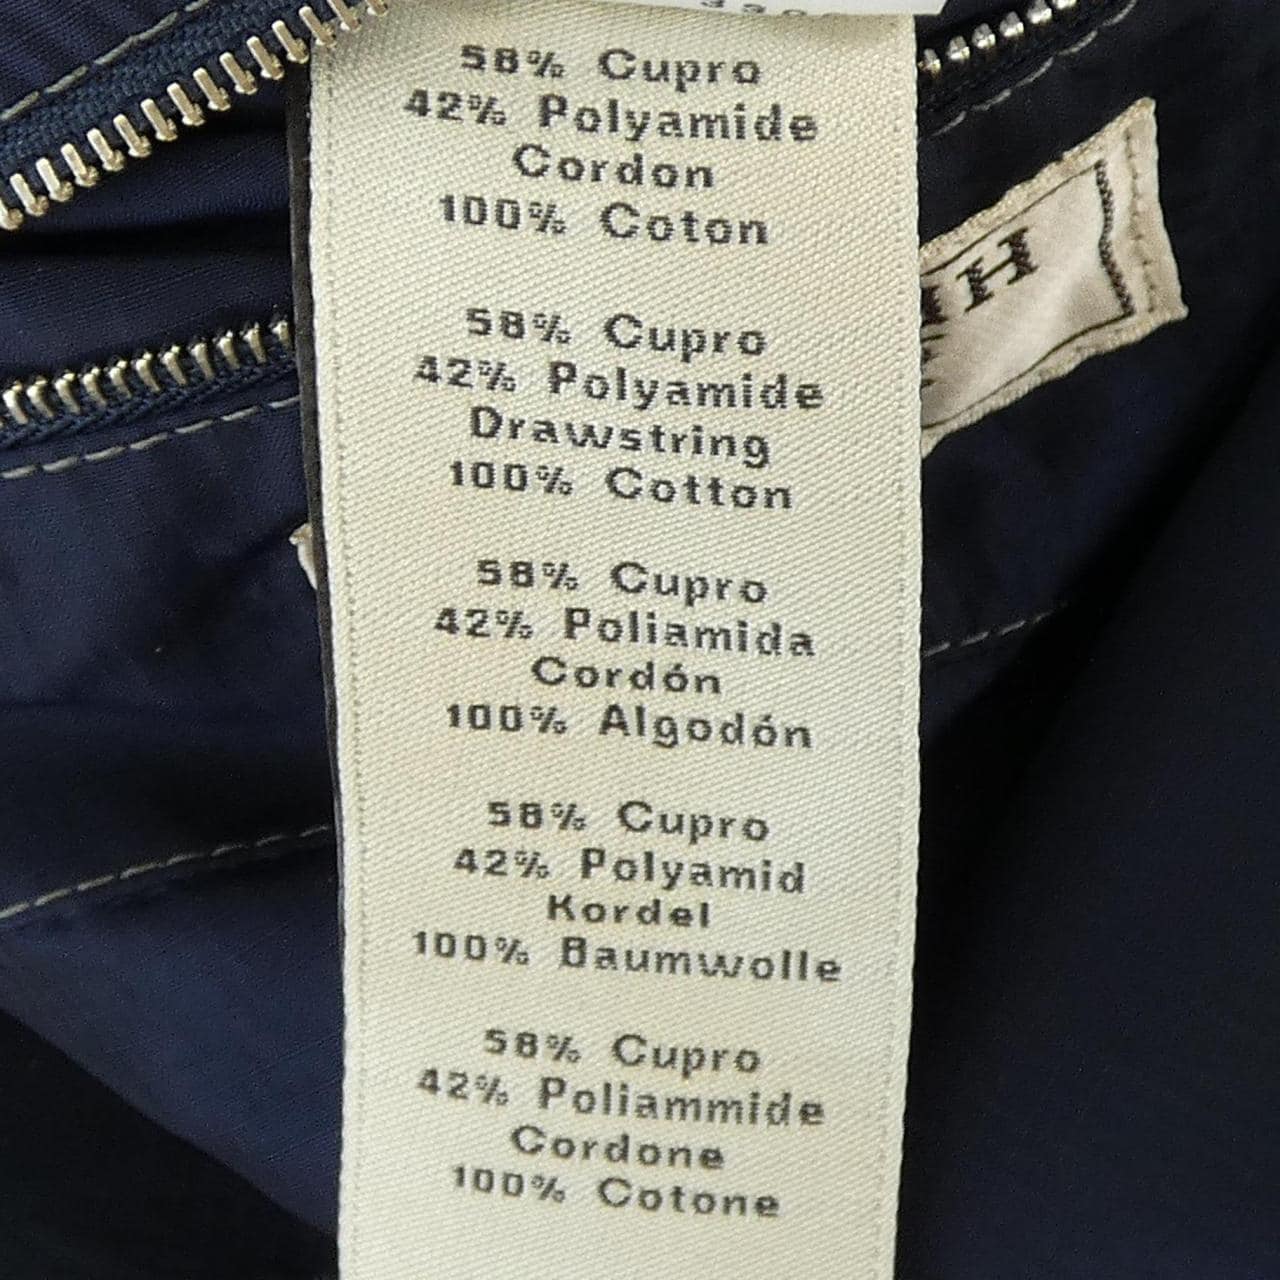 58% Cupro
42% Polyamide
Cordon
100% Coton
58% Cupro
42% Polyamide
Drawstring
100% Cotton
58% Cupro
42% Poliamida
Cordón
100% Algodón
58% Cupro
42% Polyamid
Kordel
100% Baumwolle
58% Cupro
42% Poliammide
Cordone
100% Cotone
H